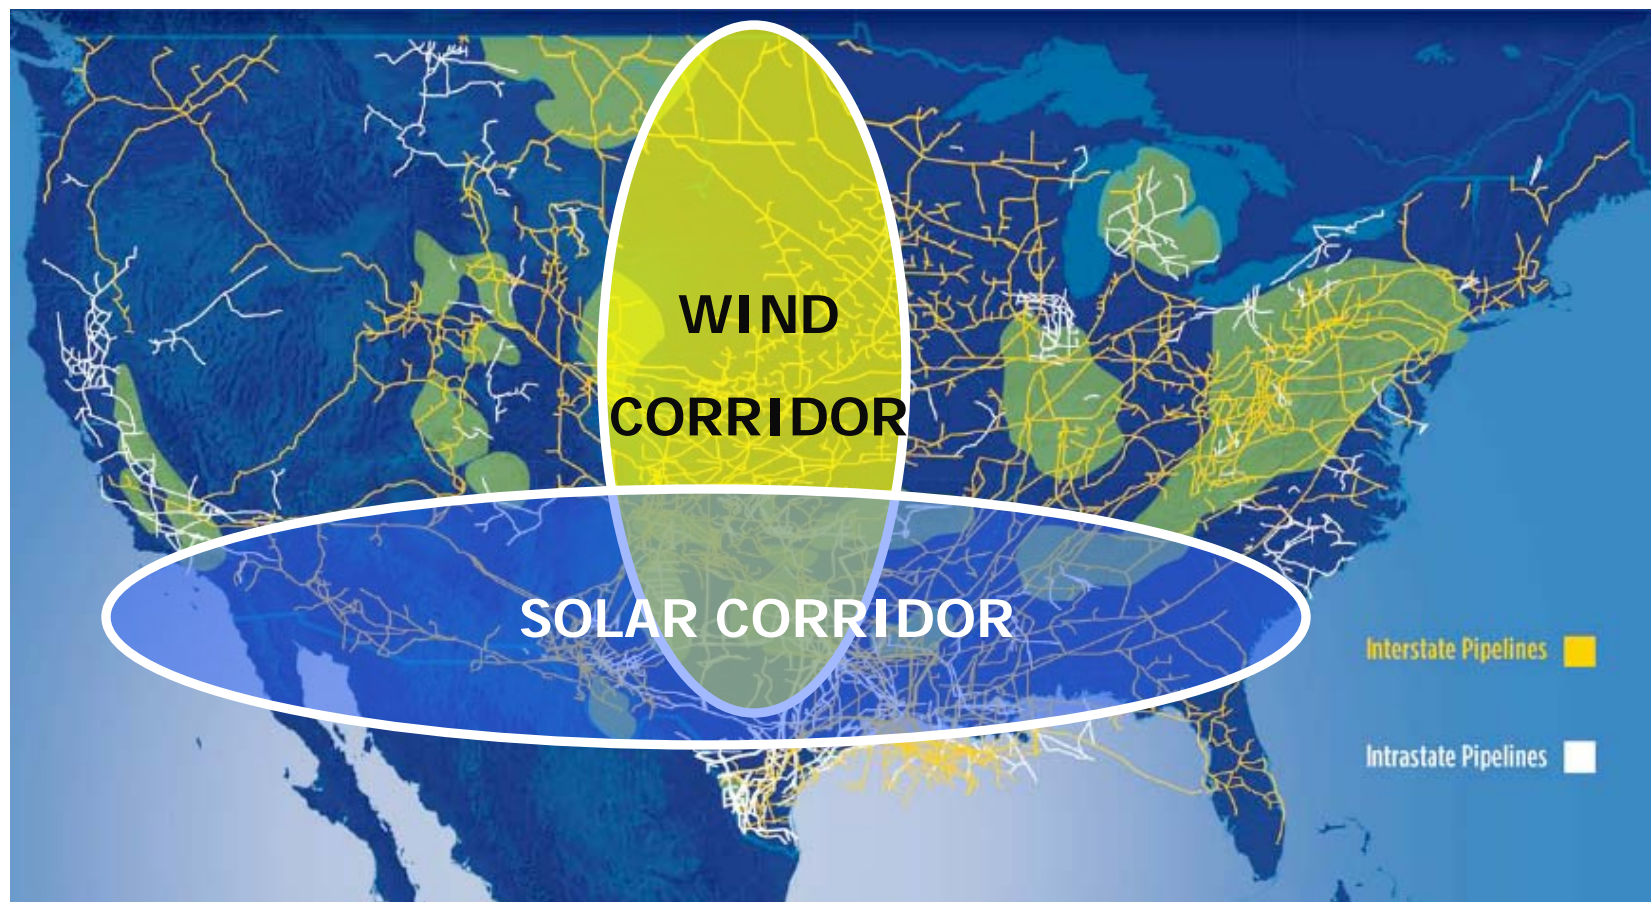 WIND
CORRIDOR
SOLAR CORRIDOR
Interstate Pipelines
Intrastate Pipelines